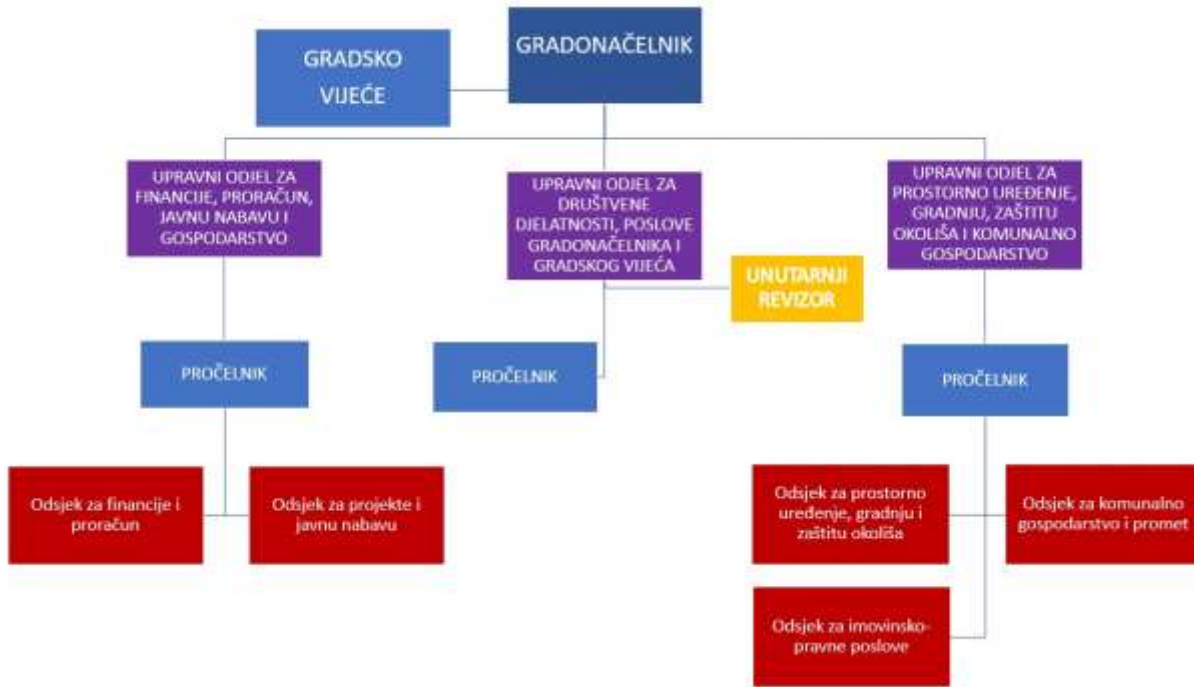 GRADSKO
VIJEĆE
GRADONAČELNIK
UPRAVNI ODJEL ZA
FINANCIJE, PRORAČUN,
JAVNU NABAVU I
GOSPODARSTVO
UPRAVNI ODJEL ZA
DRUŠTVENE
DJELATNOSTI, POSLOVE
GRADONAČELNIKA I
GRADSKOG VIJEĆA
UPRAVNI ODJEL ZA
PROSTORNO UREĐENJE,
GRADNJU, ZAŠTITU
OKOLIŠA I KOMUNALNO
GOSPODARSTVO
UNUTARNJI
REVIZOR
PROČELNIK
PROČELNIK
PROČELNIK
Odsjek za financije i
proračun
Odsjek za projekte i
javnu nabavu
Odsjek za prostorno
uređenje, gradnju i
zaštitu okoliša
Odsjek za komunalno
gospodarstvo i promet
Odsjek za imovinsko-
pravne poslove